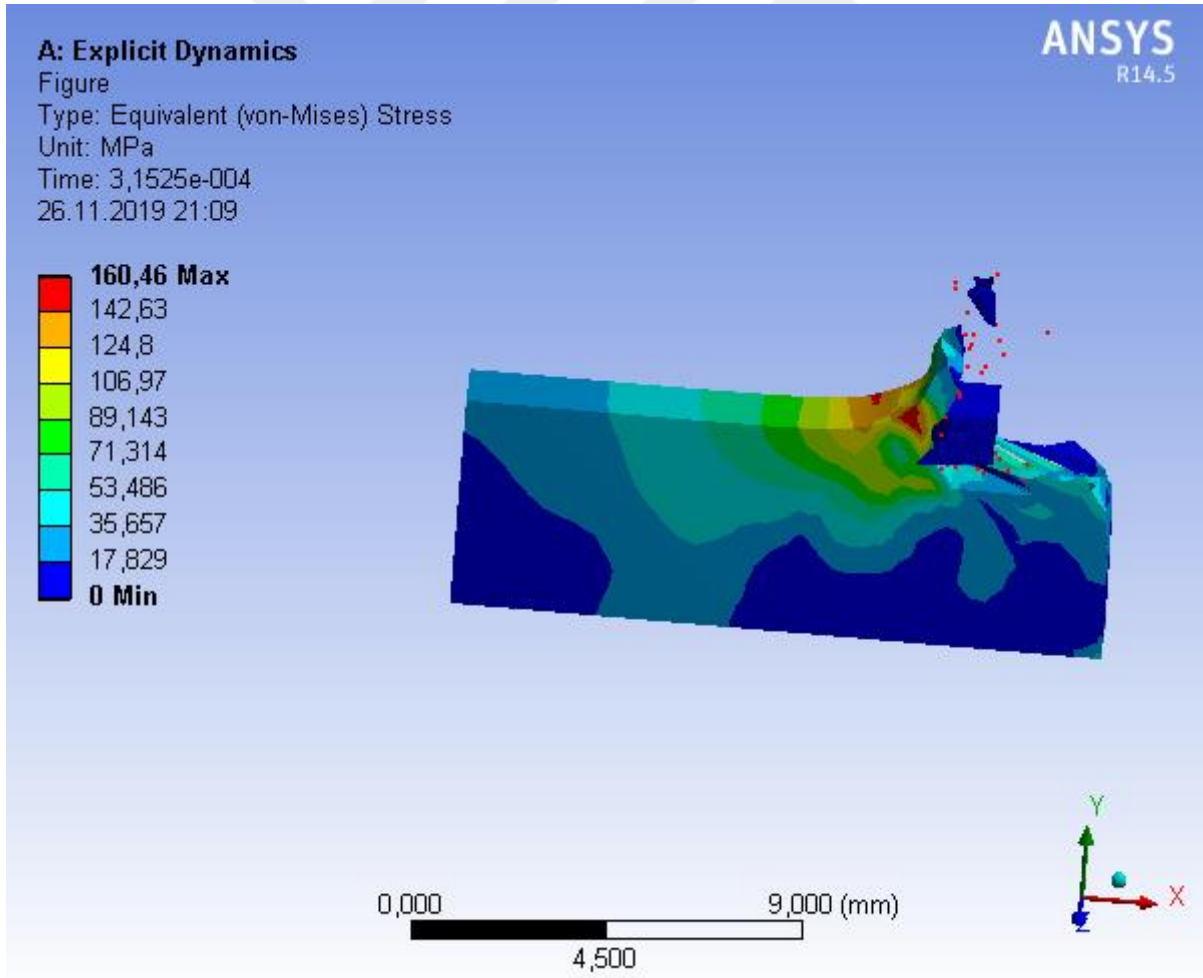 A: Explicit Dynamics
Figure
Type: Equivalent (von-Mises) Stress
Unit: MPa
Time: 3,1525e-004
26.11.2019 21:09
ANSYS
R14.5
160,46 Max
142,63
124,8
106,97
89,143
71,314
53,486
35,657
17,829
0 Min
0,000
9,000 (mm)
4,500
Y
X
Z